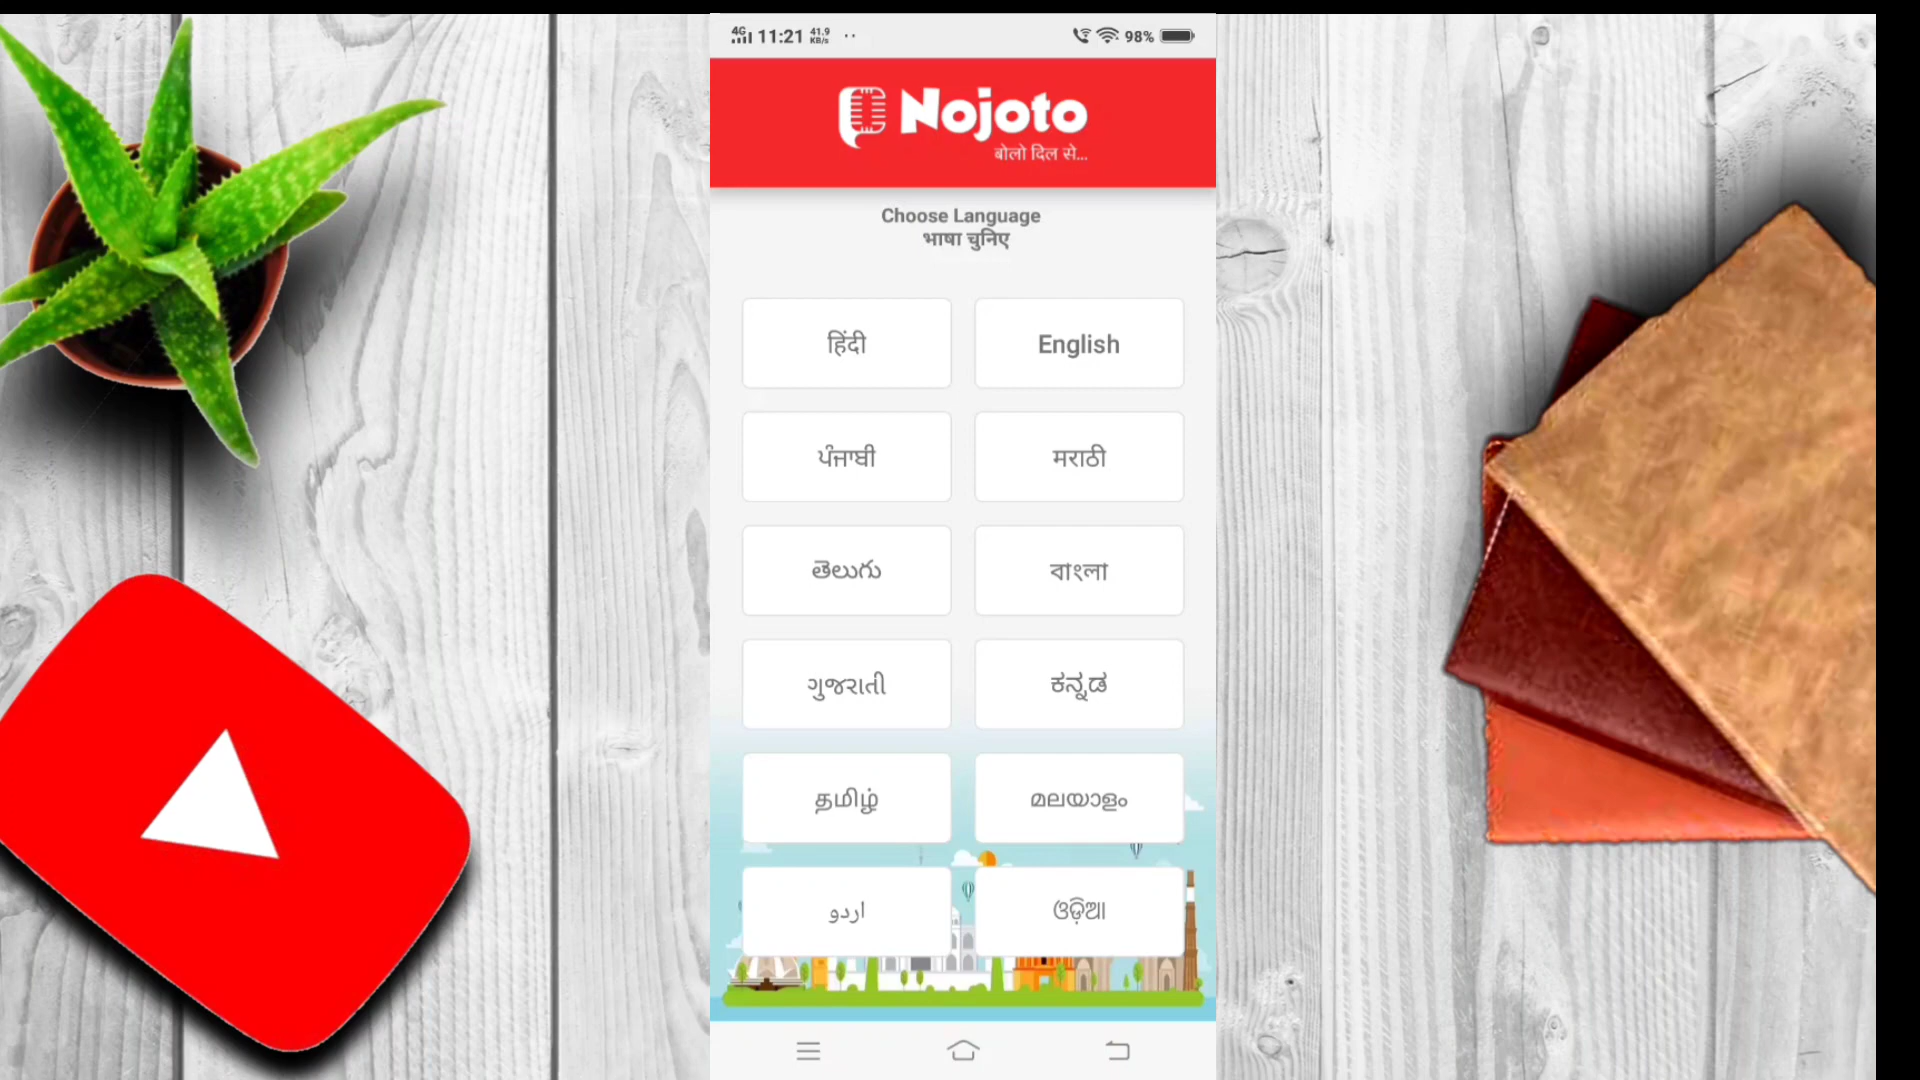 4G 11:21 41.9 KB/s 98%
Nojoto
बोलो दिल से...
Choose Language
भाषा चुनिए
हिंदी English
ਪੰਜਾਬੀ मराठी
తెలుగు বাংলা
ગુજરાતી ಕನ್ನಡ
தமிழ் മലയാളം
اردو ଓଡ଼ିଆ